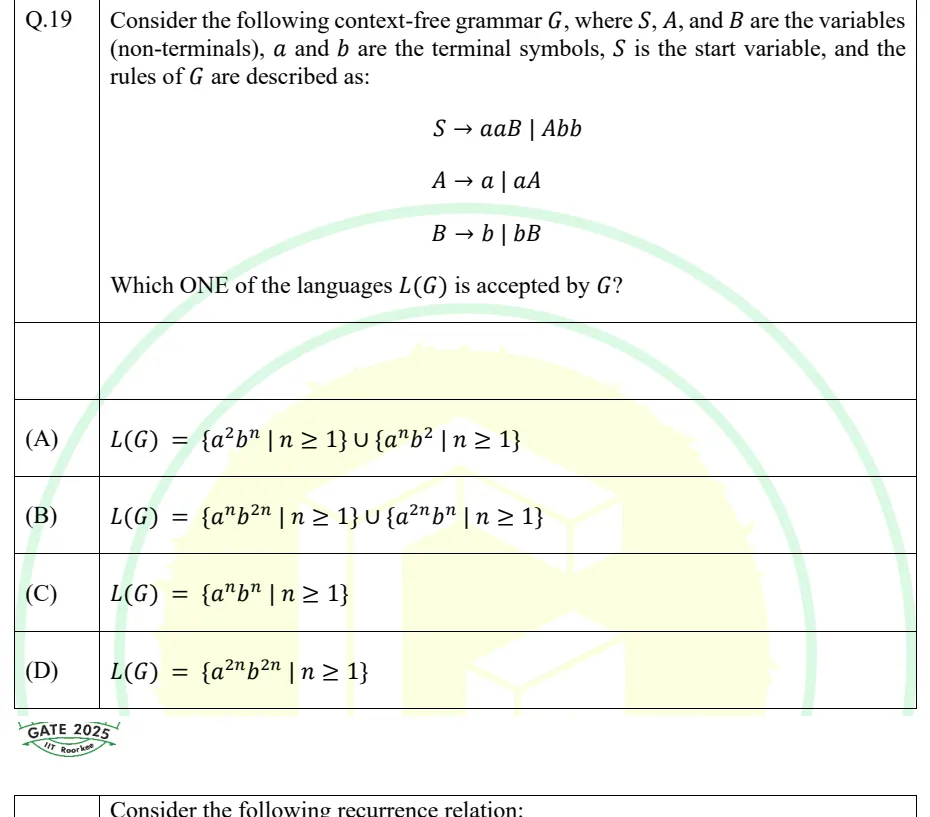 Q.19
Consider the following context-free grammar G, where S, A, and B are the variables
(non-terminals), a and b are the terminal symbols, S is the start variable, and the
rules of G are described as:
S → aaB | Abb
A → a | aA
B → b | bB
Which ONE of the languages L(G) is accepted by G?
(A) L(G) = {a²bⁿ | n ≥ 1} ∪ {aⁿb² | n ≥ 1}
(B) L(G) = {aⁿb²ⁿ | n ≥ 1} ∪ {a²ⁿbⁿ | n ≥ 1}
(C) L(G) = {aⁿbⁿ | n ≥ 1}
(D) L(G) = {a²ⁿb²ⁿ | n ≥ 1}
GATE 2025
IIT Roorkee
Consider the following recurrence relation: